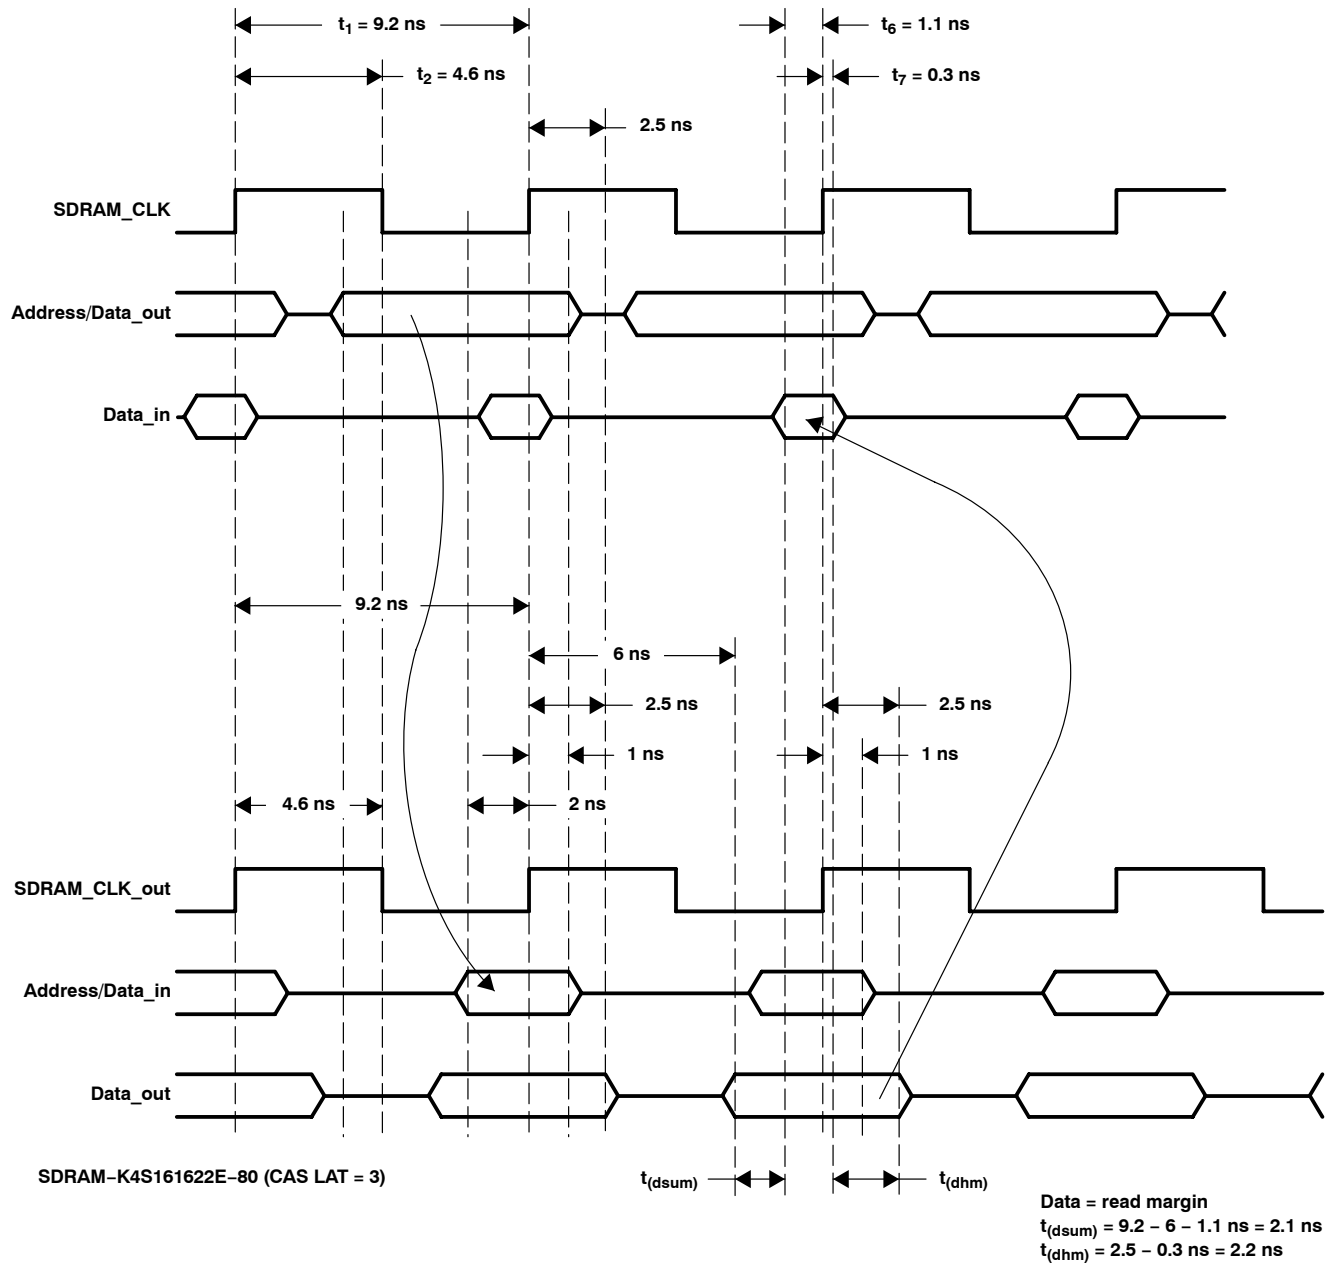 t1 = 9.2 ns
t6 = 1.1 ns
t2 = 4.6 ns
t7 = 0.3 ns
2.5 ns
SDRAM_CLK
Address/Data_out
Data_in
9.2 ns
6 ns
2.5 ns
2.5 ns
1 ns
1 ns
4.6 ns
2 ns
SDRAM_CLK_out
Address/Data_in
Data_out
SDRAM−K4S161622E−80 (CAS LAT = 3)
t(dsum)
t(dhm)
Data = read margin
t(dsum) = 9.2 − 6 − 1.1 ns = 2.1 ns
t(dhm) = 2.5 − 0.3 ns = 2.2 ns